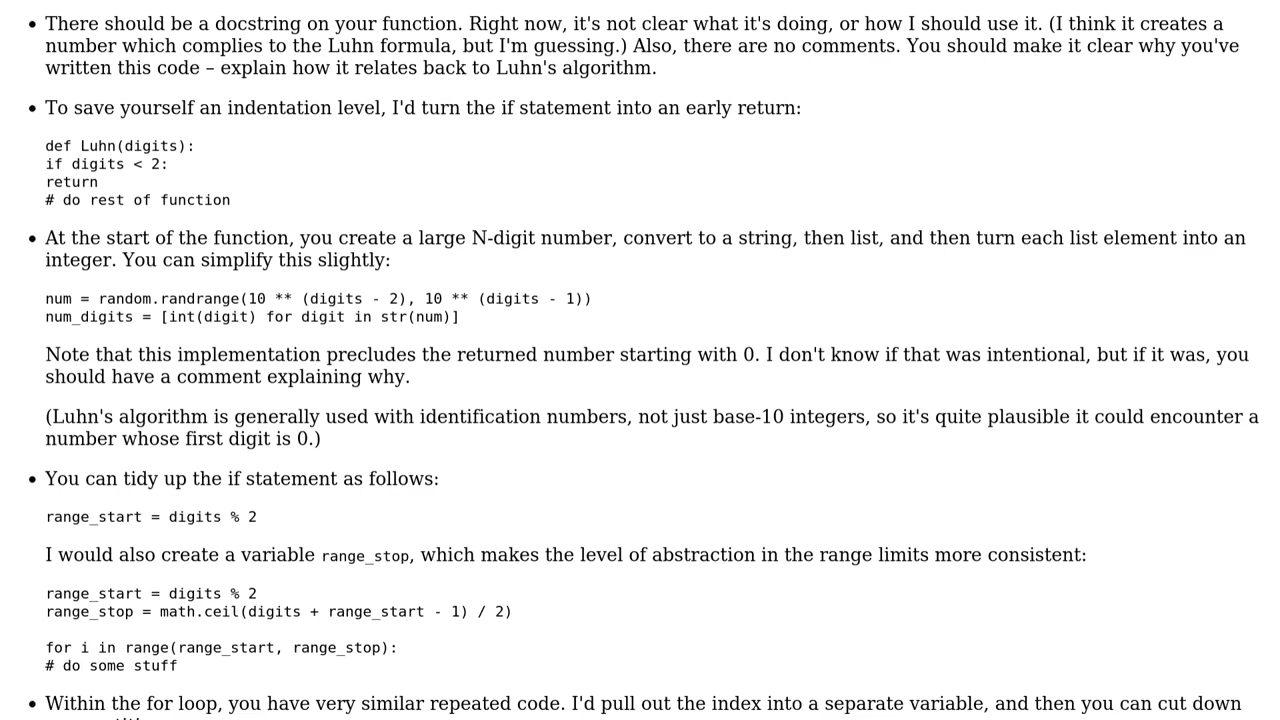 There should be a docstring on your function. Right now, it's not clear what it's doing, or how I should use it. (I think it creates a
number which complies to the Luhn formula, but I'm guessing.) Also, there are no comments. You should make it clear why you've
written this code – explain how it relates back to Luhn's algorithm.
To save yourself an indentation level, I'd turn the if statement into an early return:
def Luhn(digits):
if digits < 2:
return
# do rest of function
At the start of the function, you create a large N-digit number, convert to a string, then list, and then turn each list element into an
integer. You can simplify this slightly:
num = random.randrange(10 ** (digits - 2), 10 ** (digits - 1))
num_digits = [int(digit) for digit in str(num)]
Note that this implementation precludes the returned number starting with 0. I don't know if that was intentional, but if it was, you
should have a comment explaining why.
(Luhn's algorithm is generally used with identification numbers, not just base-10 integers, so it's quite plausible it could encounter a
number whose first digit is 0.)
You can tidy up the if statement as follows:
range_start = digits % 2
I would also create a variable range_stop, which makes the level of abstraction in the range limits more consistent:
range_start = digits % 2
range_stop = math.ceil(digits + range_start - 1) / 2)
for i in range(range_start, range_stop):
# do some stuff
Within the for loop, you have very similar repeated code. I'd pull out the index into a separate variable, and then you can cut down